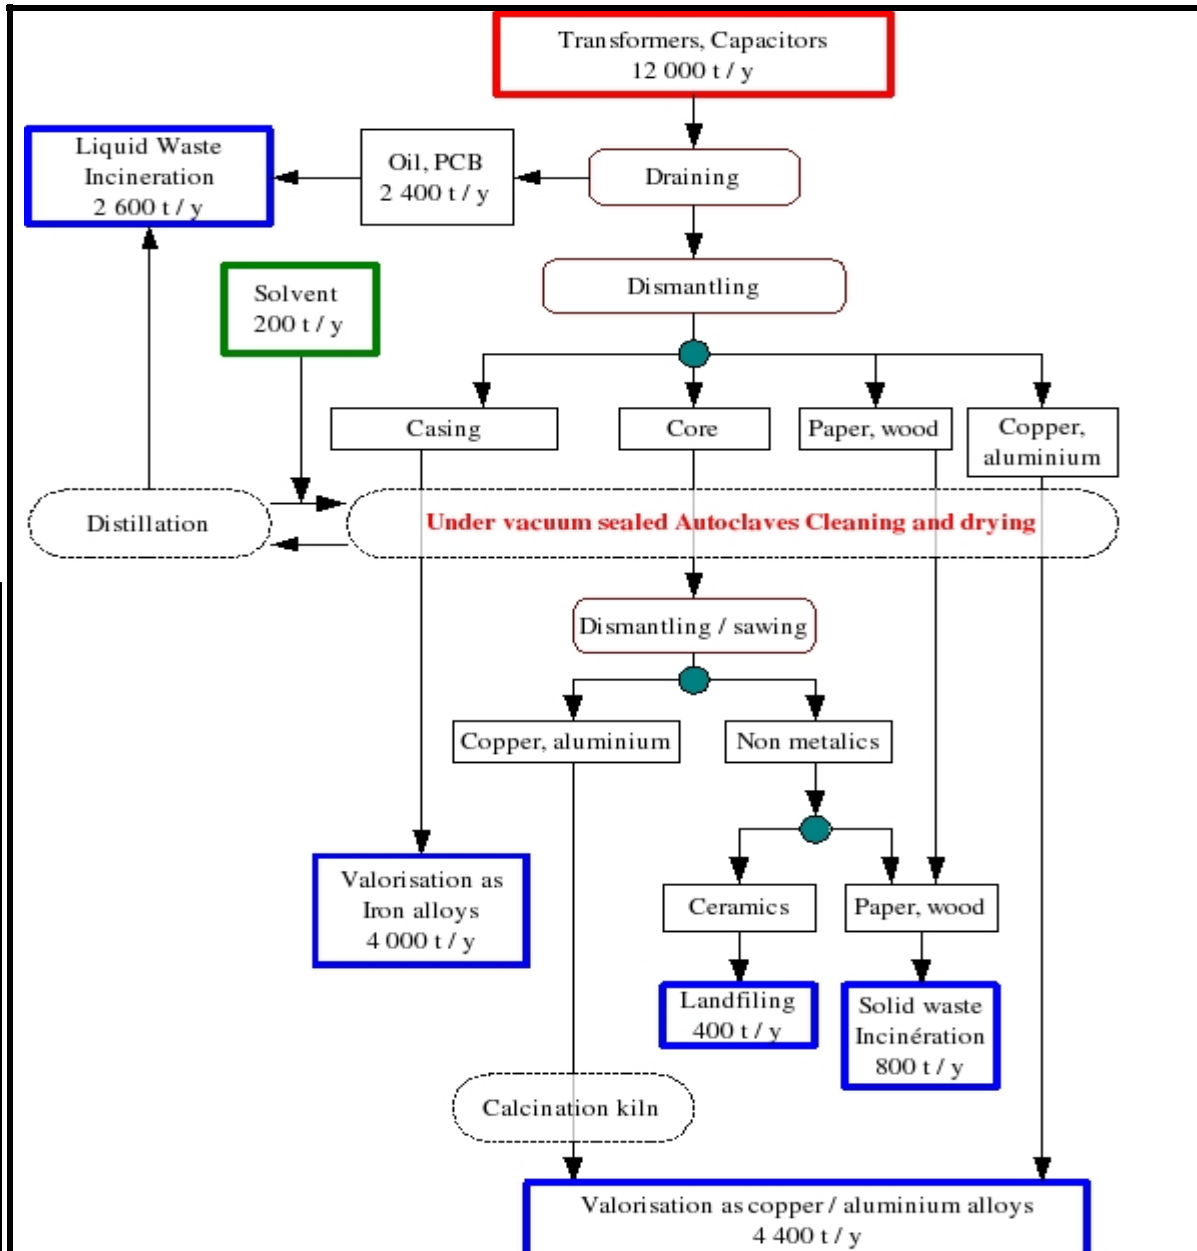 Transformers, Capacitors
12 000 t / y
Liquid Waste
Incineration
2 600 t / y
Oil, PCB
2 400 t / y
Draining
Solvent
200 t / y
Dismantling
Casing
Core
Paper, wood
Copper,
aluminium
Distillation
Under vacuum sealed Autoclaves Cleaning and drying
Dismantling / sawing
Copper, aluminium
Non metalics
Valorisation as
Iron alloys
4 000 t / y
Ceramics
Paper, wood
Landfiling
400 t / y
Solid waste
Incinération
800 t / y
Calcination kiln
Valorisation as copper / aluminium alloys
4 400 t / y